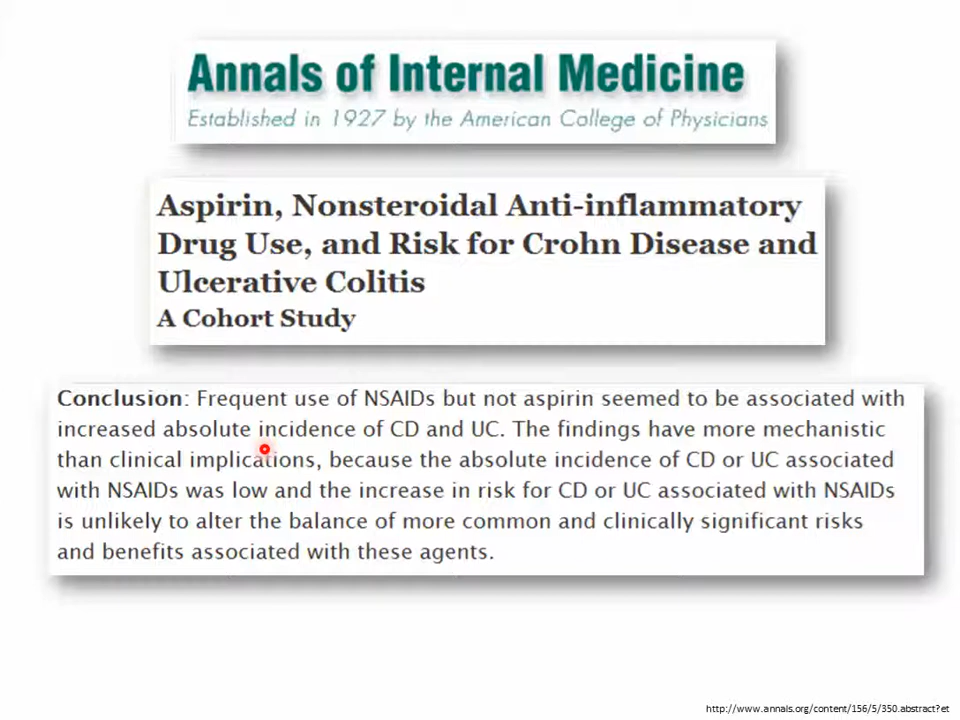 Annals of Internal Medicine
Established in 1927 by the American College of Physicians
Aspirin, Nonsteroidal Anti-inflammatory
Drug Use, and Risk for Crohn Disease and
Ulcerative Colitis
A Cohort Study
Conclusion: Frequent use of NSAIDs but not aspirin seemed to be associated with
increased absolute incidence of CD and UC. The findings have more mechanistic
than clinical implications, because the absolute incidence of CD or UC associated
with NSAIDs was low and the increase in risk for CD or UC associated with NSAIDs
is unlikely to alter the balance of more common and clinically significant risks
and benefits associated with these agents.
http://www.annals.org/content/156/5/350.abstract?et